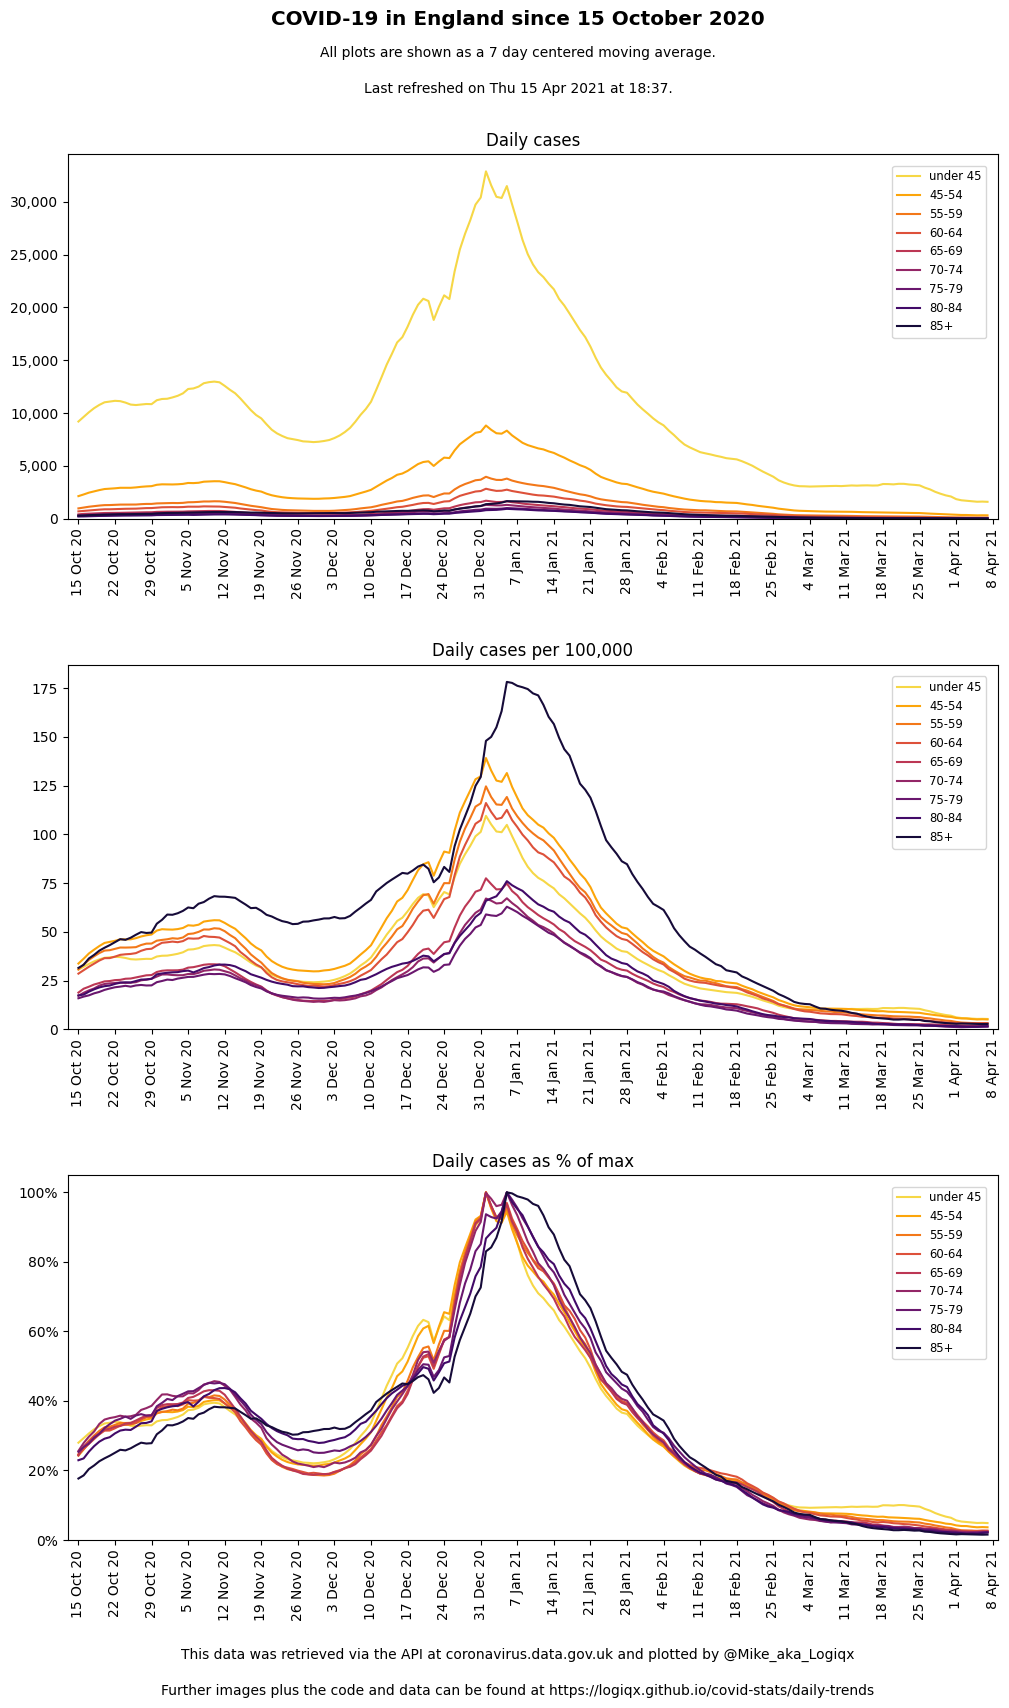 COVID-19 in England since 15 October 2020
All plots are shown as a 7 day centered moving average.
Last refreshed on Thu 15 Apr 2021 at 18:37.
Daily cases
30,000
25,000
20,000
15,000
10,000
5,000
0
under 45
45-54
55-59
60-64
65-69
70-74
75-79
80-84
85+
15 Oct 20
22 Oct 20
29 Oct 20
5 Nov 20
12 Nov 20
19 Nov 20
26 Nov 20
3 Dec 20
10 Dec 20
17 Dec 20
24 Dec 20
31 Dec 20
7 Jan 21
14 Jan 21
21 Jan 21
28 Jan 21
4 Feb 21
11 Feb 21
18 Feb 21
25 Feb 21
4 Mar 21
11 Mar 21
18 Mar 21
25 Mar 21
1 Apr 21
8 Apr 21
Daily cases per 100,000
175
150
125
100
75
50
25
0
under 45
45-54
55-59
60-64
65-69
70-74
75-79
80-84
85+
15 Oct 20
22 Oct 20
29 Oct 20
5 Nov 20
12 Nov 20
19 Nov 20
26 Nov 20
3 Dec 20
10 Dec 20
17 Dec 20
24 Dec 20
31 Dec 20
7 Jan 21
14 Jan 21
21 Jan 21
28 Jan 21
4 Feb 21
11 Feb 21
18 Feb 21
25 Feb 21
4 Mar 21
11 Mar 21
18 Mar 21
25 Mar 21
1 Apr 21
8 Apr 21
Daily cases as % of max
100%
80%
60%
40%
20%
0%
under 45
45-54
55-59
60-64
65-69
70-74
75-79
80-84
85+
15 Oct 20
22 Oct 20
29 Oct 20
5 Nov 20
12 Nov 20
19 Nov 20
26 Nov 20
3 Dec 20
10 Dec 20
17 Dec 20
24 Dec 20
31 Dec 20
7 Jan 21
14 Jan 21
21 Jan 21
28 Jan 21
4 Feb 21
11 Feb 21
18 Feb 21
25 Feb 21
4 Mar 21
11 Mar 21
18 Mar 21
25 Mar 21
1 Apr 21
8 Apr 21
This data was retrieved via the API at coronavirus.data.gov.uk and plotted by @Mike_aka_Logiqx
Further images plus the code and data can be found at https://logiqx.github.io/covid-stats/daily-trends